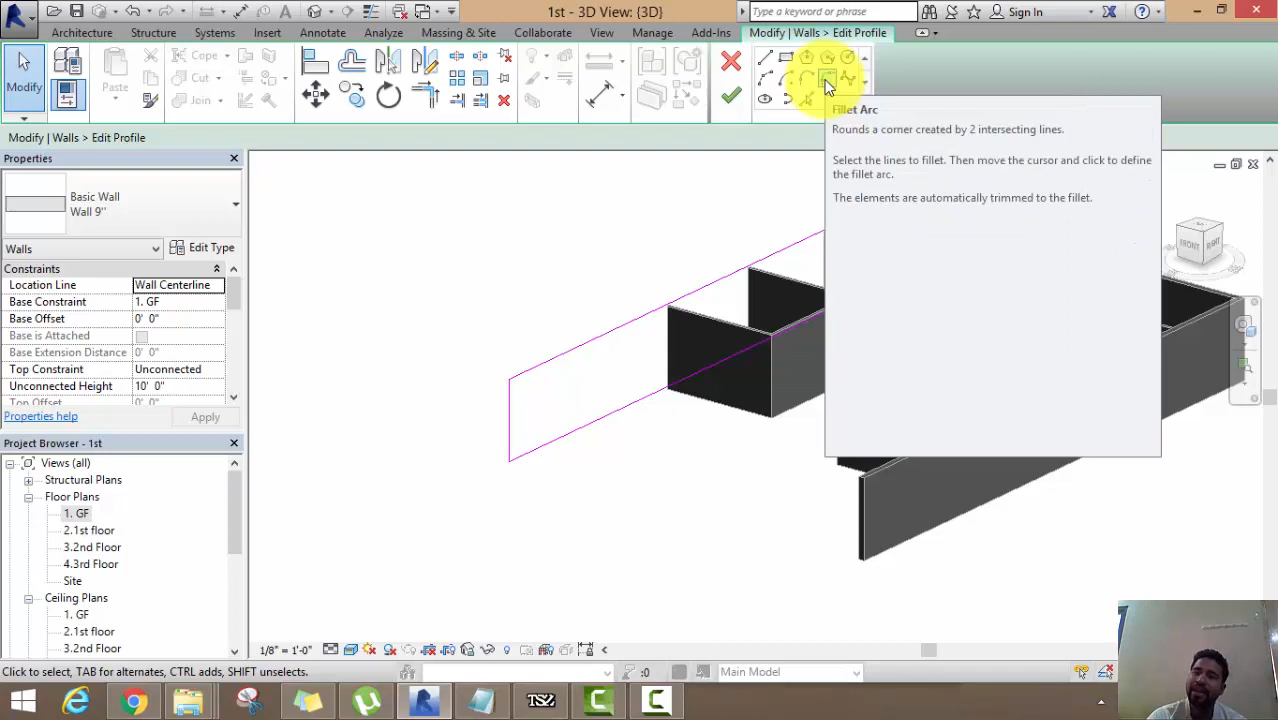 1st - 3D View: {3D}
Type a keyword or phrase
Sign In
Architecture
Structure
Systems
Insert
Annotate
Analyze
Massing & Site
Collaborate
View
Manage
Add-Ins
Modify | Walls > Edit Profile
Modify
Paste
Cope
Cut
Join
Fillet Arc
Rounds a corner created by 2 intersecting lines.
Select the lines to fillet. Then move the cursor and click to define
the fillet arc.
The elements are automatically trimmed to the fillet.
Modify | Walls > Edit Profile
Properties
Basic Wall
Wall 9"
Walls
Edit Type
Constraints
Location Line
Wall Centerline
Base Constraint
1. GF
Base Offset
0' 0"
Base is Attached
Base Extension Distance
0' 0"
Top Constraint
Unconnected
Unconnected Height
10' 0"
Top Offset
0' 0"
Properties help
Apply
Project Browser - 1st
Views (all)
Structural Plans
Floor Plans
1. GF
2.1st floor
3.2nd floor
4.3rd floor
Site
Ceiling Plans
1. GF
2.1st floor
3.2nd floor
FRONT
RIGHT
1/8" = 1'-0"
Click to select, TAB for alternates, CTRL adds, SHIFT unselects.
:0
Main Model
TS2